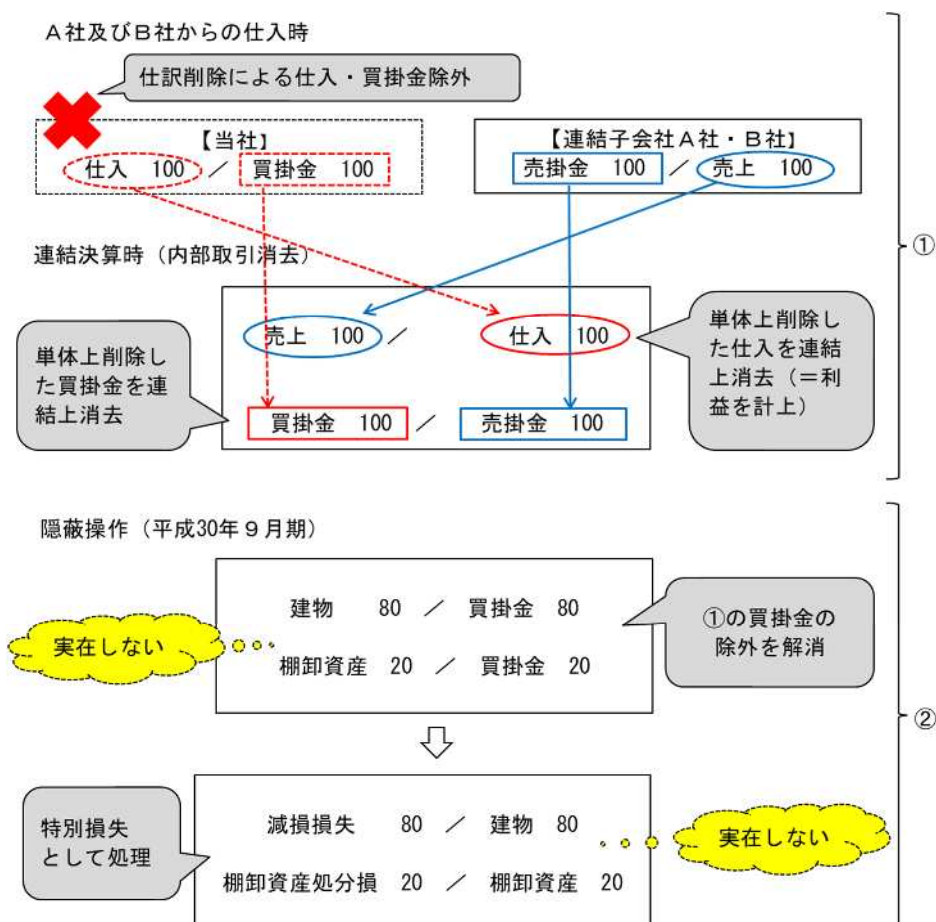 A社及びB社からの仕入時
仕訳削除による仕入・買掛金除外
【当社】
仕入 100 ／ 買掛金 100
【連結子会社A社・B社】
売掛金 100 ／ 売上 100
①
連結決算時（内部取引消去）
売上 100 ／ 仕入 100
買掛金 100 ／ 売掛金 100
単体上削除し
た買掛金を連
結上消去
単体上削除し
た仕入を連結
上消去（＝利
益を計上）
隠蔽操作（平成30年９月期）
建物 80 ／ 買掛金 80
棚卸資産 20 ／ 買掛金 20
実在しない
①の買掛金の
除外を解消
②
特別損失
として処理
減損損失 80 ／ 建物 80
棚卸資産処分損 20 ／ 棚卸資産 20
実在しない